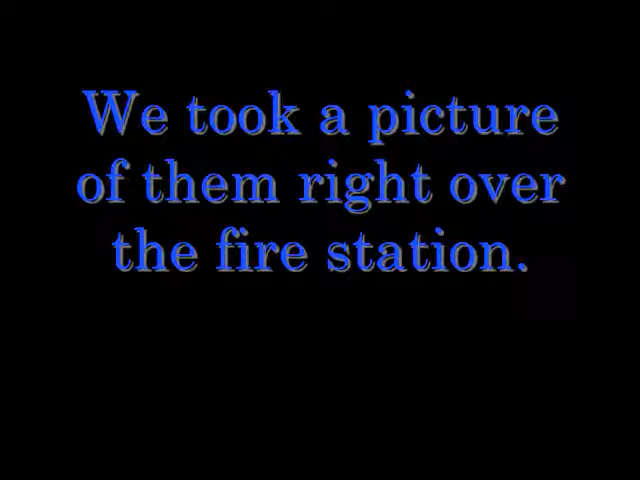 We took a picture
of them right over
the fire station.